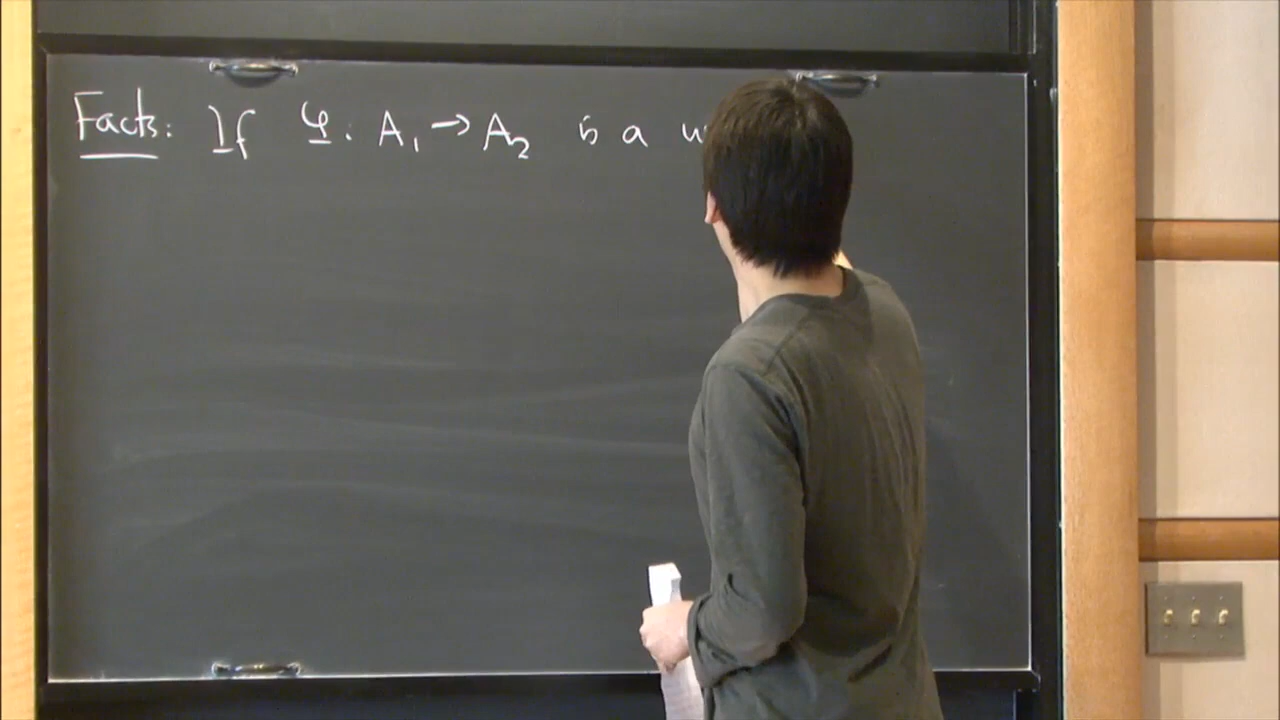 Facts: If φ: A₁ → A₂ is a